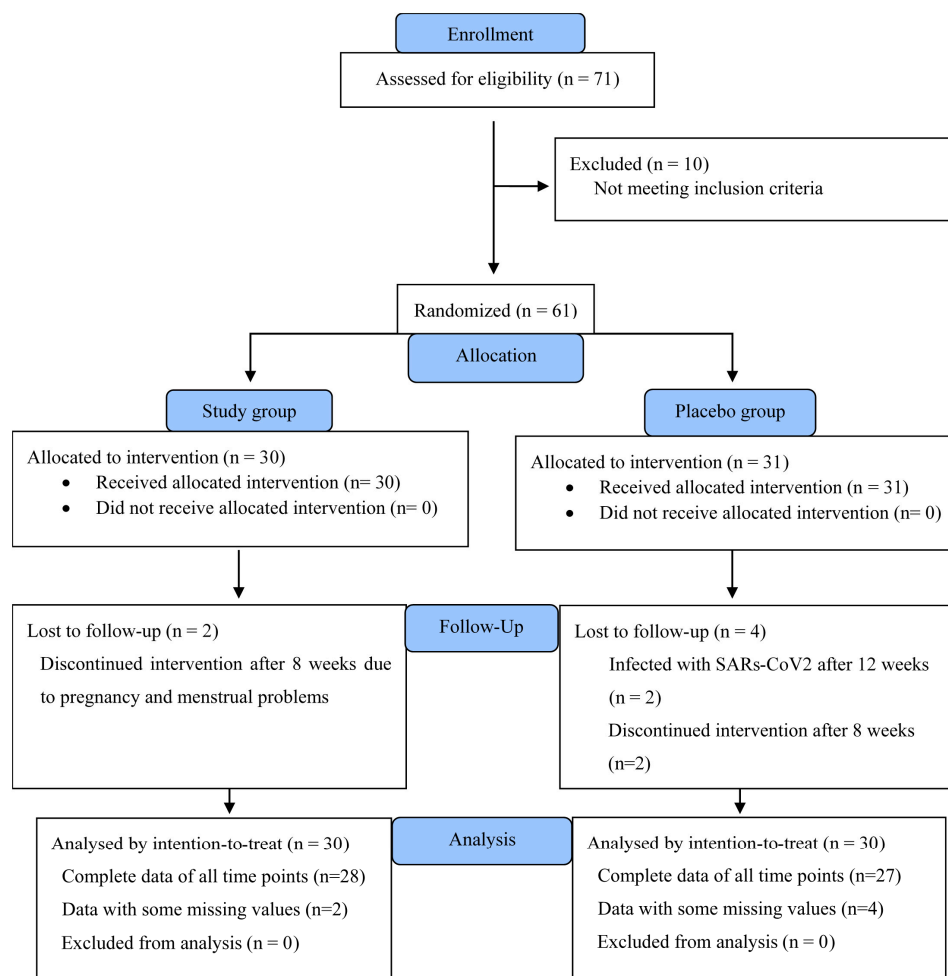 Enrollment
Assessed for eligibility (n = 71)
Excluded (n = 10)
Not meeting inclusion criteria
Randomized (n = 61)
Allocation
Study group
Allocated to intervention (n = 30)
• Received allocated intervention (n= 30)
• Did not receive allocated intervention (n= 0)
Placebo group
Allocated to intervention (n = 31)
• Received allocated intervention (n = 31)
• Did not receive allocated intervention (n= 0)
Follow-Up
Lost to follow-up (n = 2)
Discontinued intervention after 8 weeks due
to pregnancy and menstrual problems
Lost to follow-up (n = 4)
Infected with SARs-CoV2 after 12 weeks
(n = 2)
Discontinued intervention after 8 weeks
(n=2)
Analysis
Analysed by intention-to-treat (n = 30)
Complete data of all time points (n=28)
Data with some missing values (n=2)
Excluded from analysis (n = 0)
Analysed by intention-to-treat (n = 30)
Complete data of all time points (n=27)
Data with some missing values (n=4)
Excluded from analysis (n = 0)